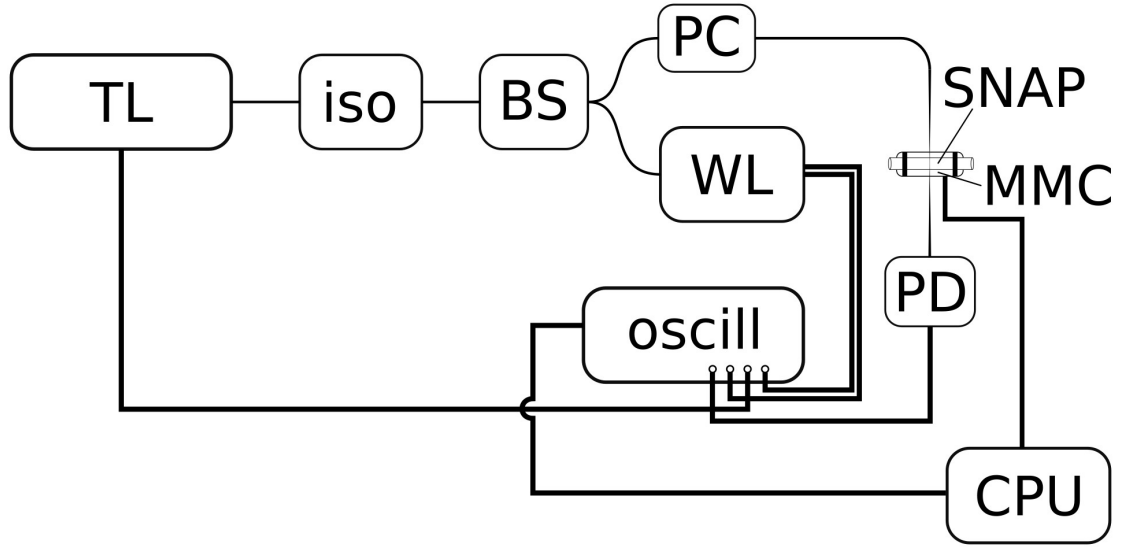 TL
iso
BS
PC
WL
SNAP
MMC
PD
oscill
CPU